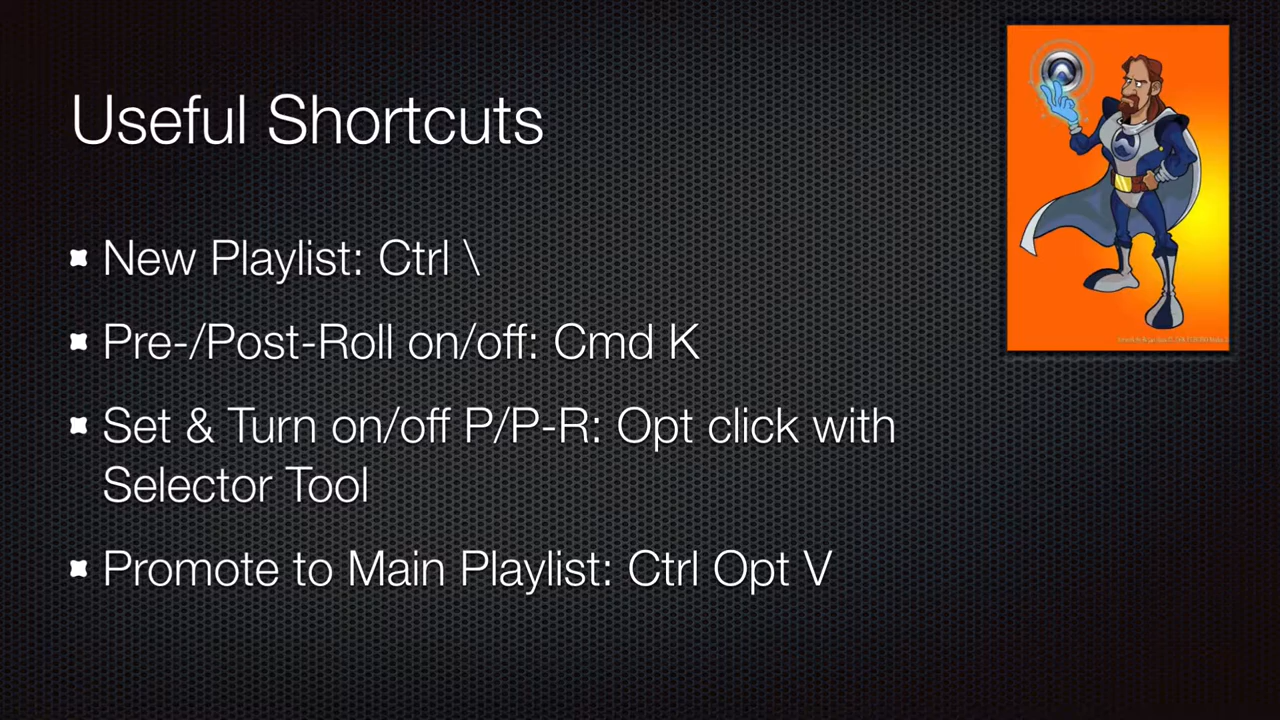 Useful Shortcuts
New Playlist: Ctrl \
Pre-/Post-Roll on/off: Cmd K
Set & Turn on/off P/P-R: Opt click with
Selector Tool
Promote to Main Playlist: Ctrl Opt V